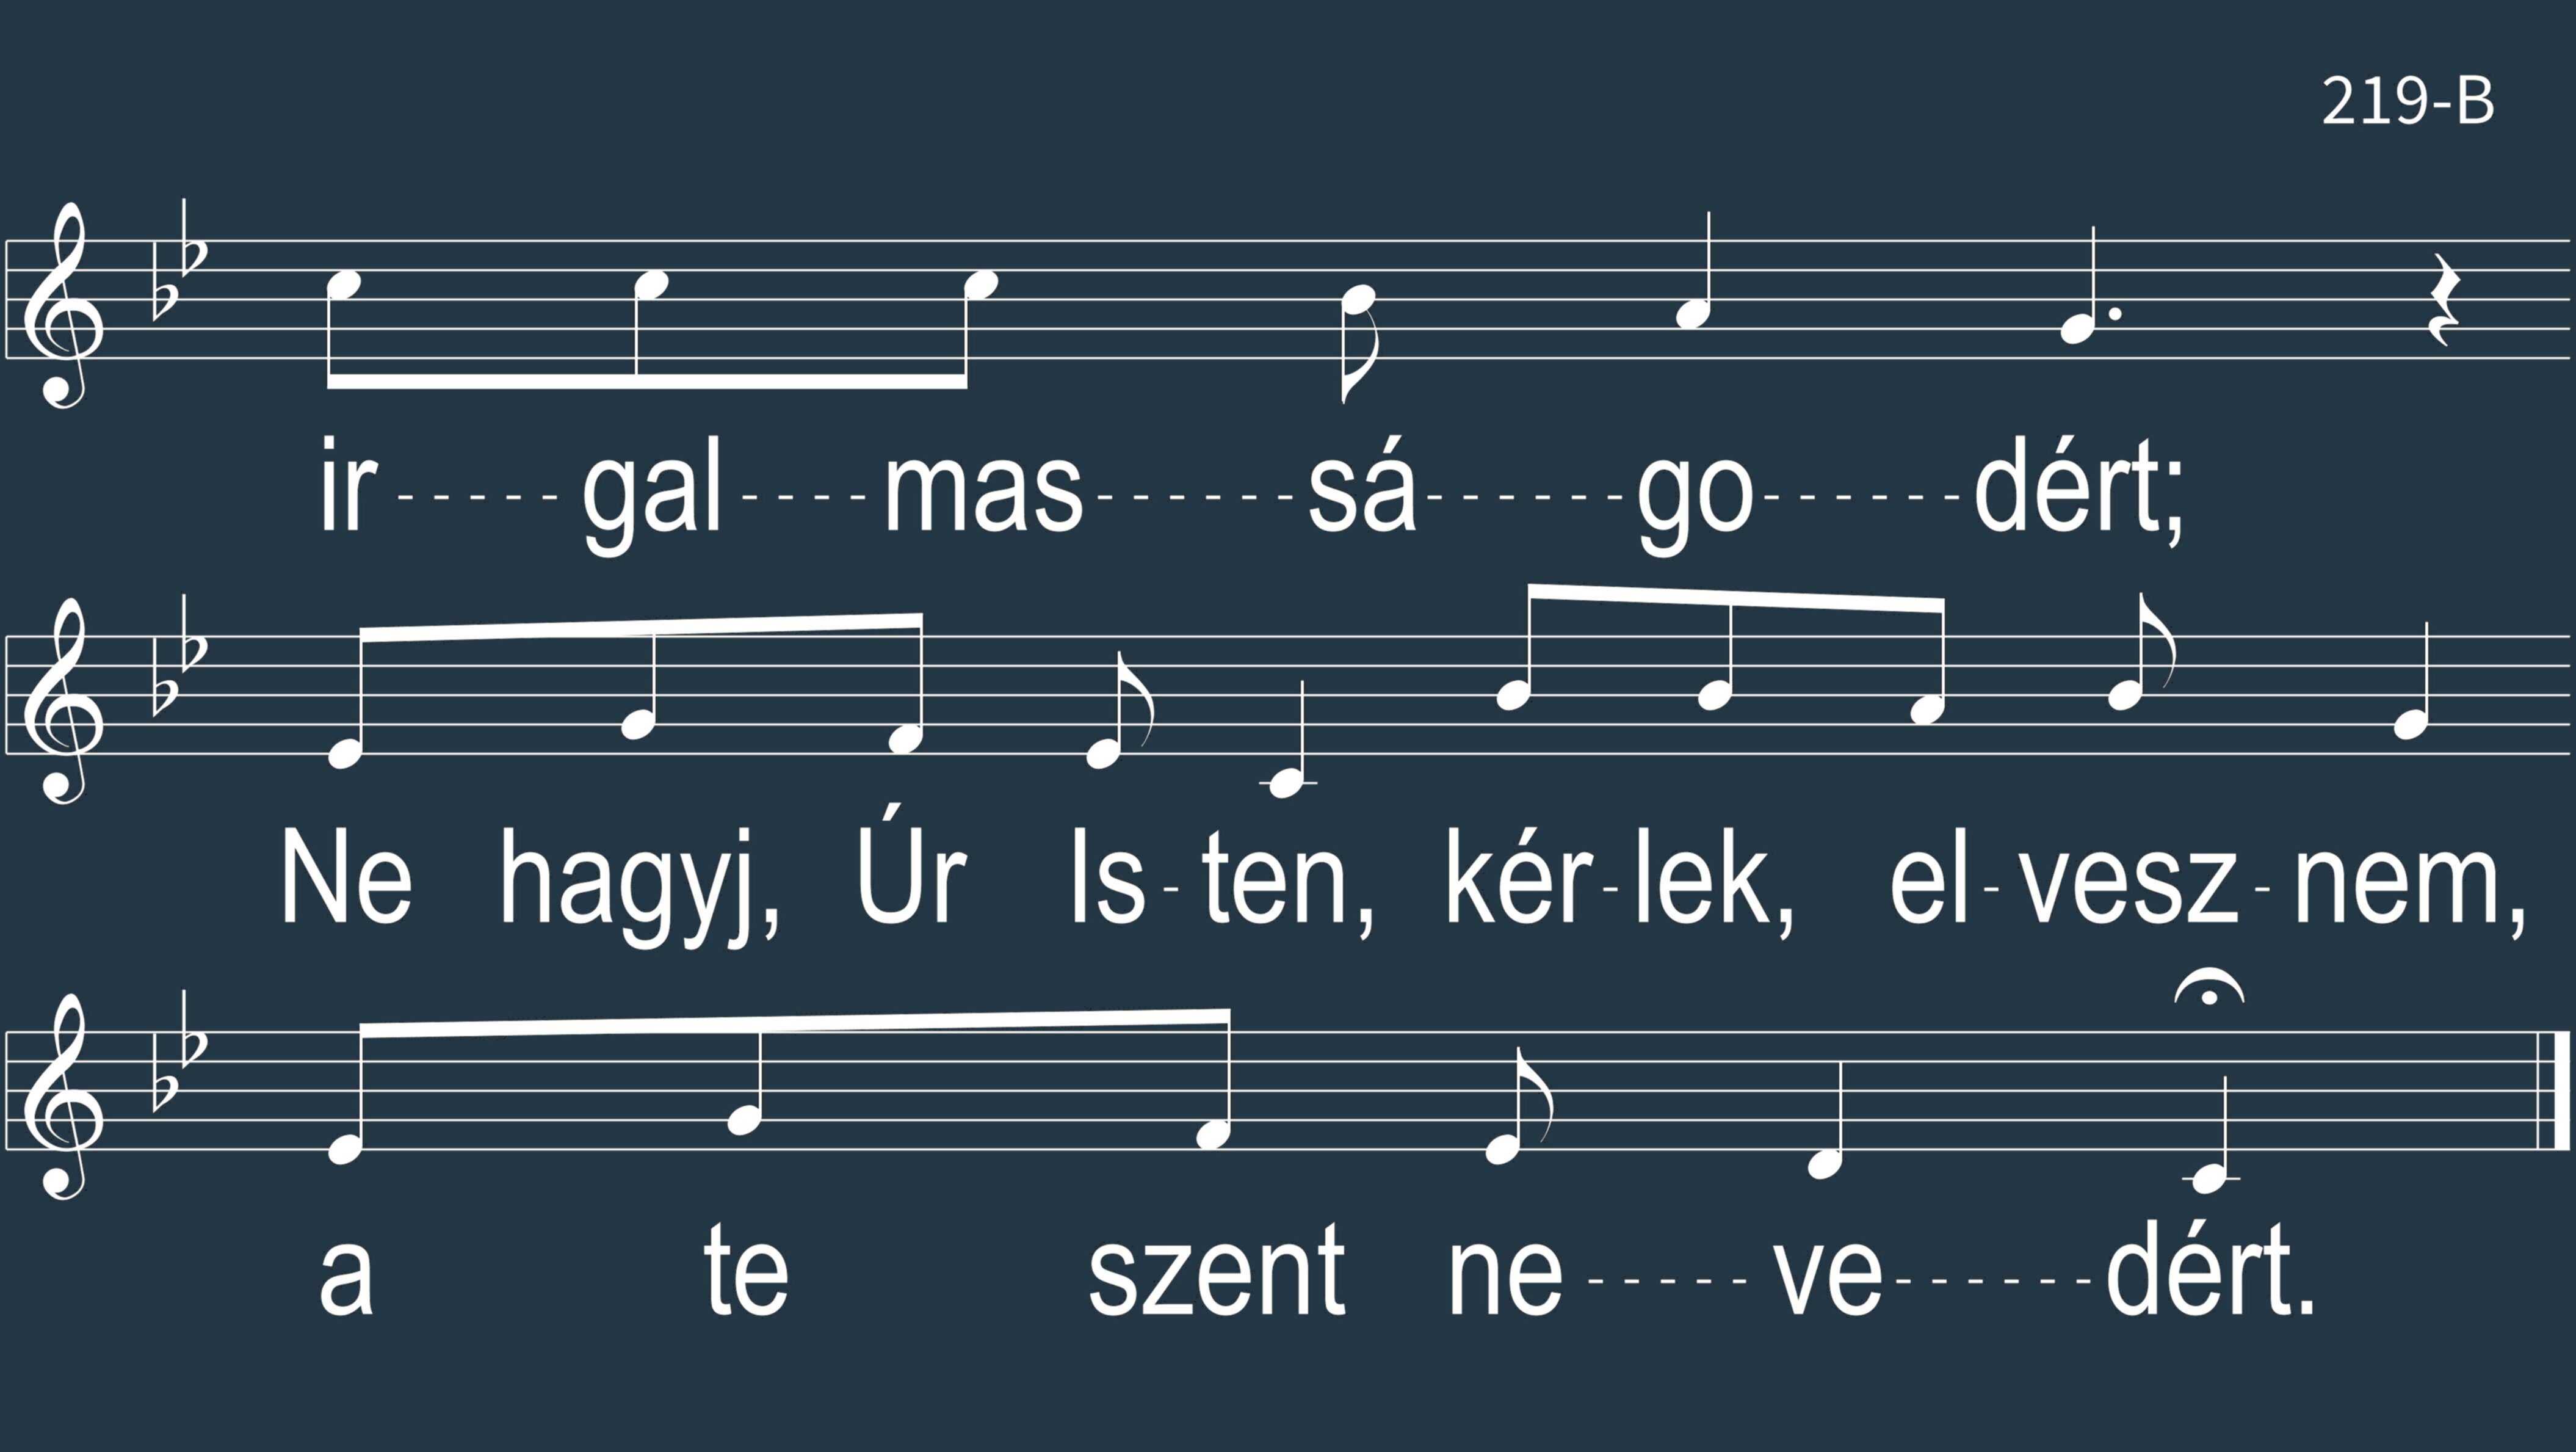 219-B
ir-----gal----mas------sá------go------dért;
Ne hagyj, Úr Is-ten, kér-lek, el-vesz-nem,
a te szent ne-----ve------dért.